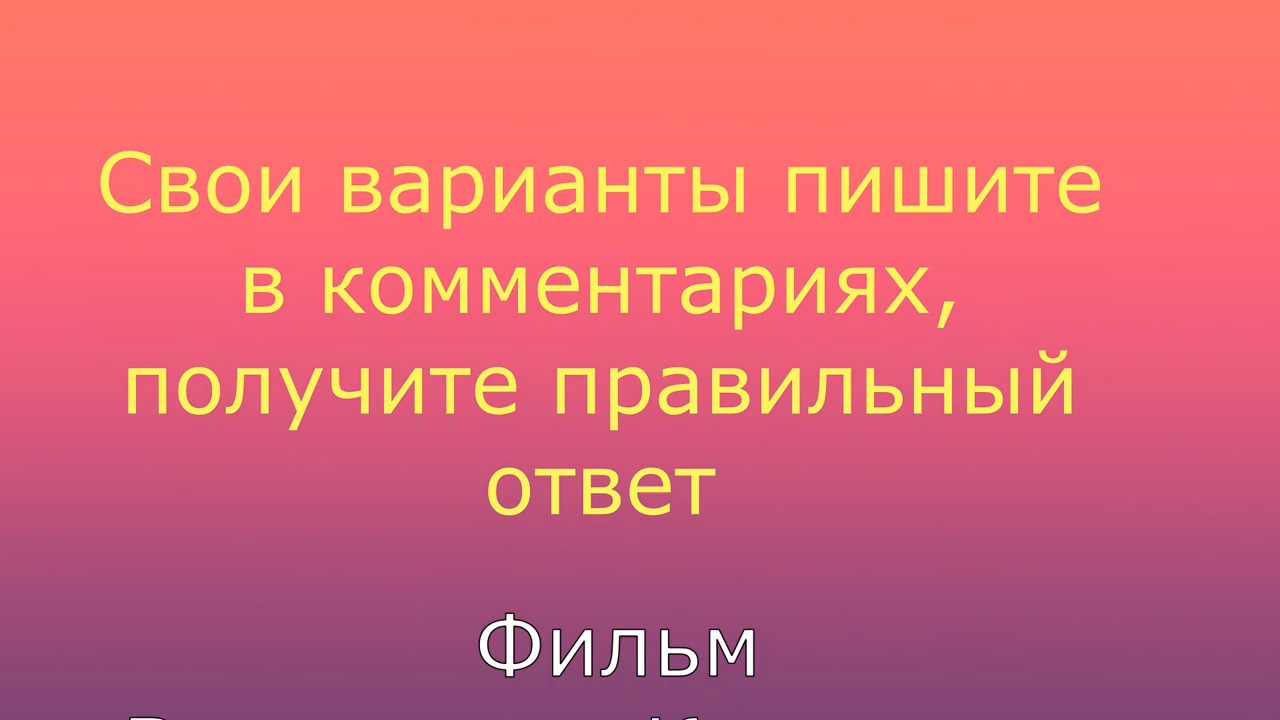 Свои варианты пишите
в комментариях,
получите правильный
ответ
Фильм